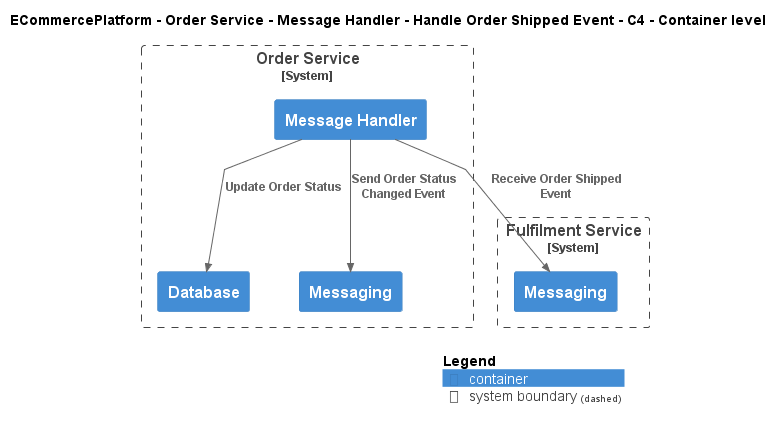 ECommercePlatform - Order Service - Message Handler - Handle Order Shipped Event - C4 - Container level
Order Service
[System]
Message Handler
Update Order Status
Send Order Status
Changed Event
Receive Order Shipped
Event
Fulfilment Service
[System]
Database
Messaging
Messaging
Legend
container
system boundary (dashed)